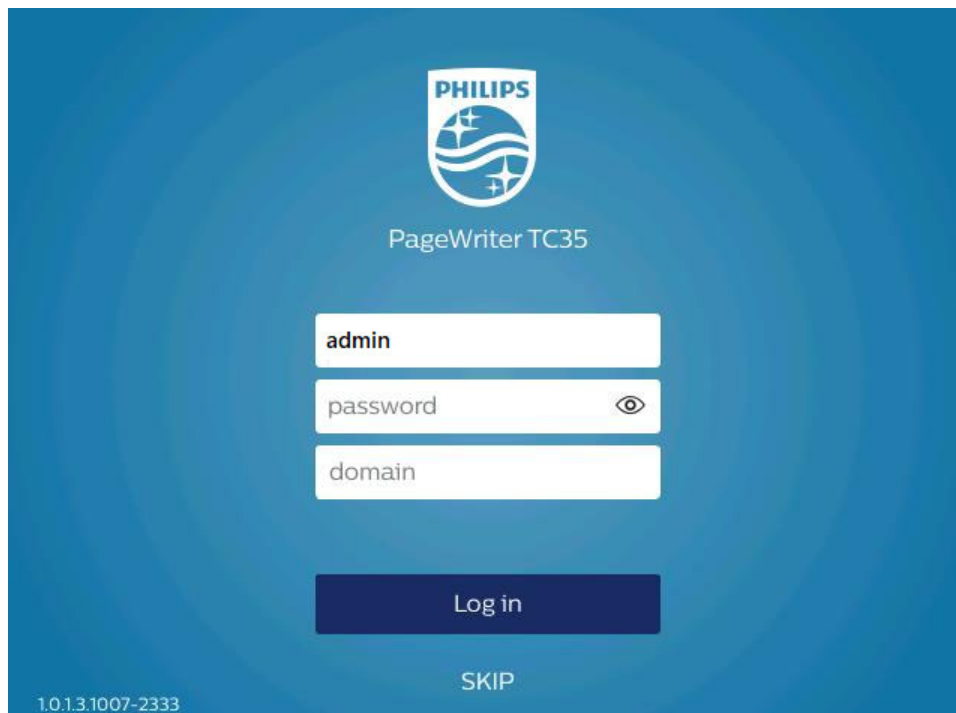 PHILIPS
PageWriter TC35
admin
password
domain
Log in
SKIP
1.0.1.3.1007-2333